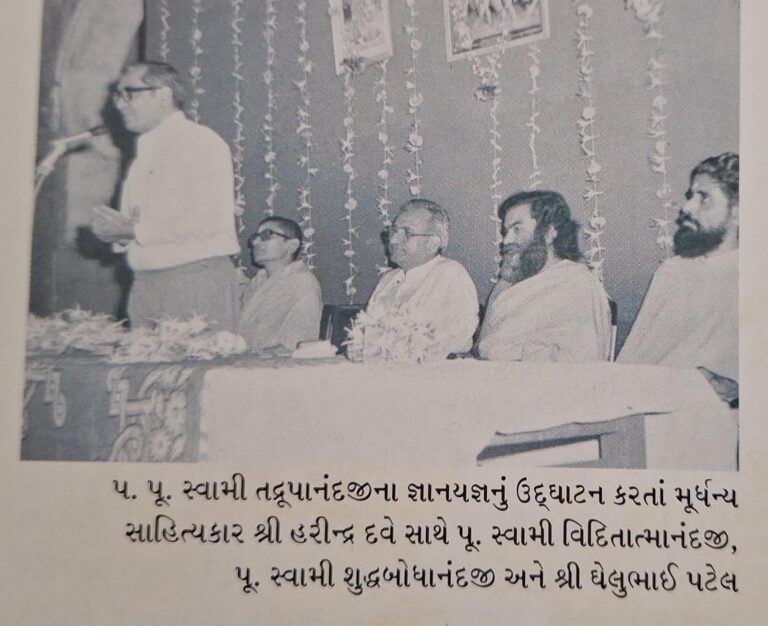 પ. પૂ. સ્વામી તદ્રૂપાનંદજીના જ્ઞાનયજ્ઞનું ઉદ્‌ઘાટન કરતાં મૂર્ધન્ય
સાહિત્યકાર શ્રી હરીન્દ્ર દવે સાથે પૂ. સ્વામી વિદિતાત્માનંદજી,
પૂ. સ્વામી શુદ્ધબોધાનંદજી અને શ્રી ઘેલુભાઈ પટેલ